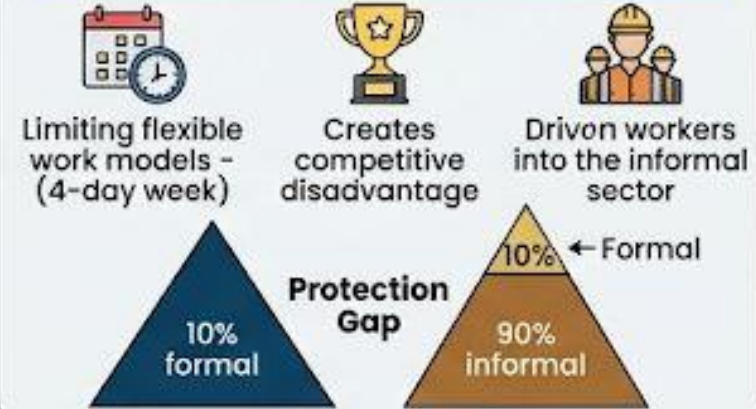 Limiting flexible
work models -
(4-day week)
Creates
competitive
disadvantage
Drivon workers
into the informal
sector
10%
formal
Protection
Gap
10%
←Formal
90%
informal